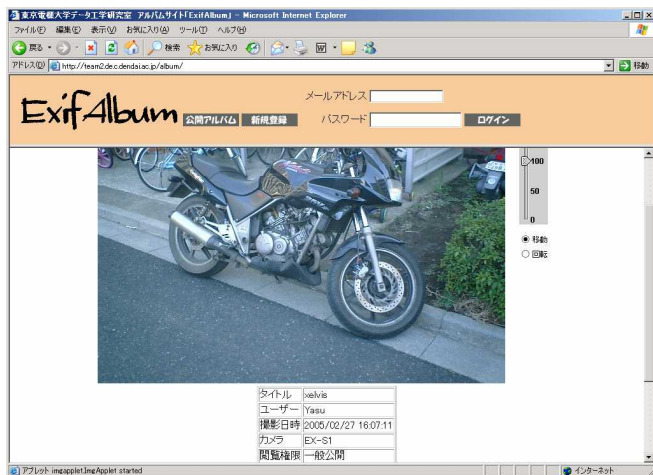 東京電機大学データ工学研究室 アルバムサイト「ExifAlbum」 - Microsoft Internet Explorer
ファイル(F) 編集(E) 表示(V) お気に入り(A) ツール(T) ヘルプ(H)
戻る 検索 お気に入り
アドレス(D) http://team2.de.c.dendai.ac.jp/album/ 移動
メールアドレス
ExifAlbum 公開アルバム 新規登録 パスワード ログイン
100
50
0
移動
回転
タイトル xelvis
ユーザー Yasu
撮影日時 2005/02/27 16:07:11
カメラ EX-S1
閲覧権限 一般公開
アプレット imgapplet.ImgApplet started インターネット